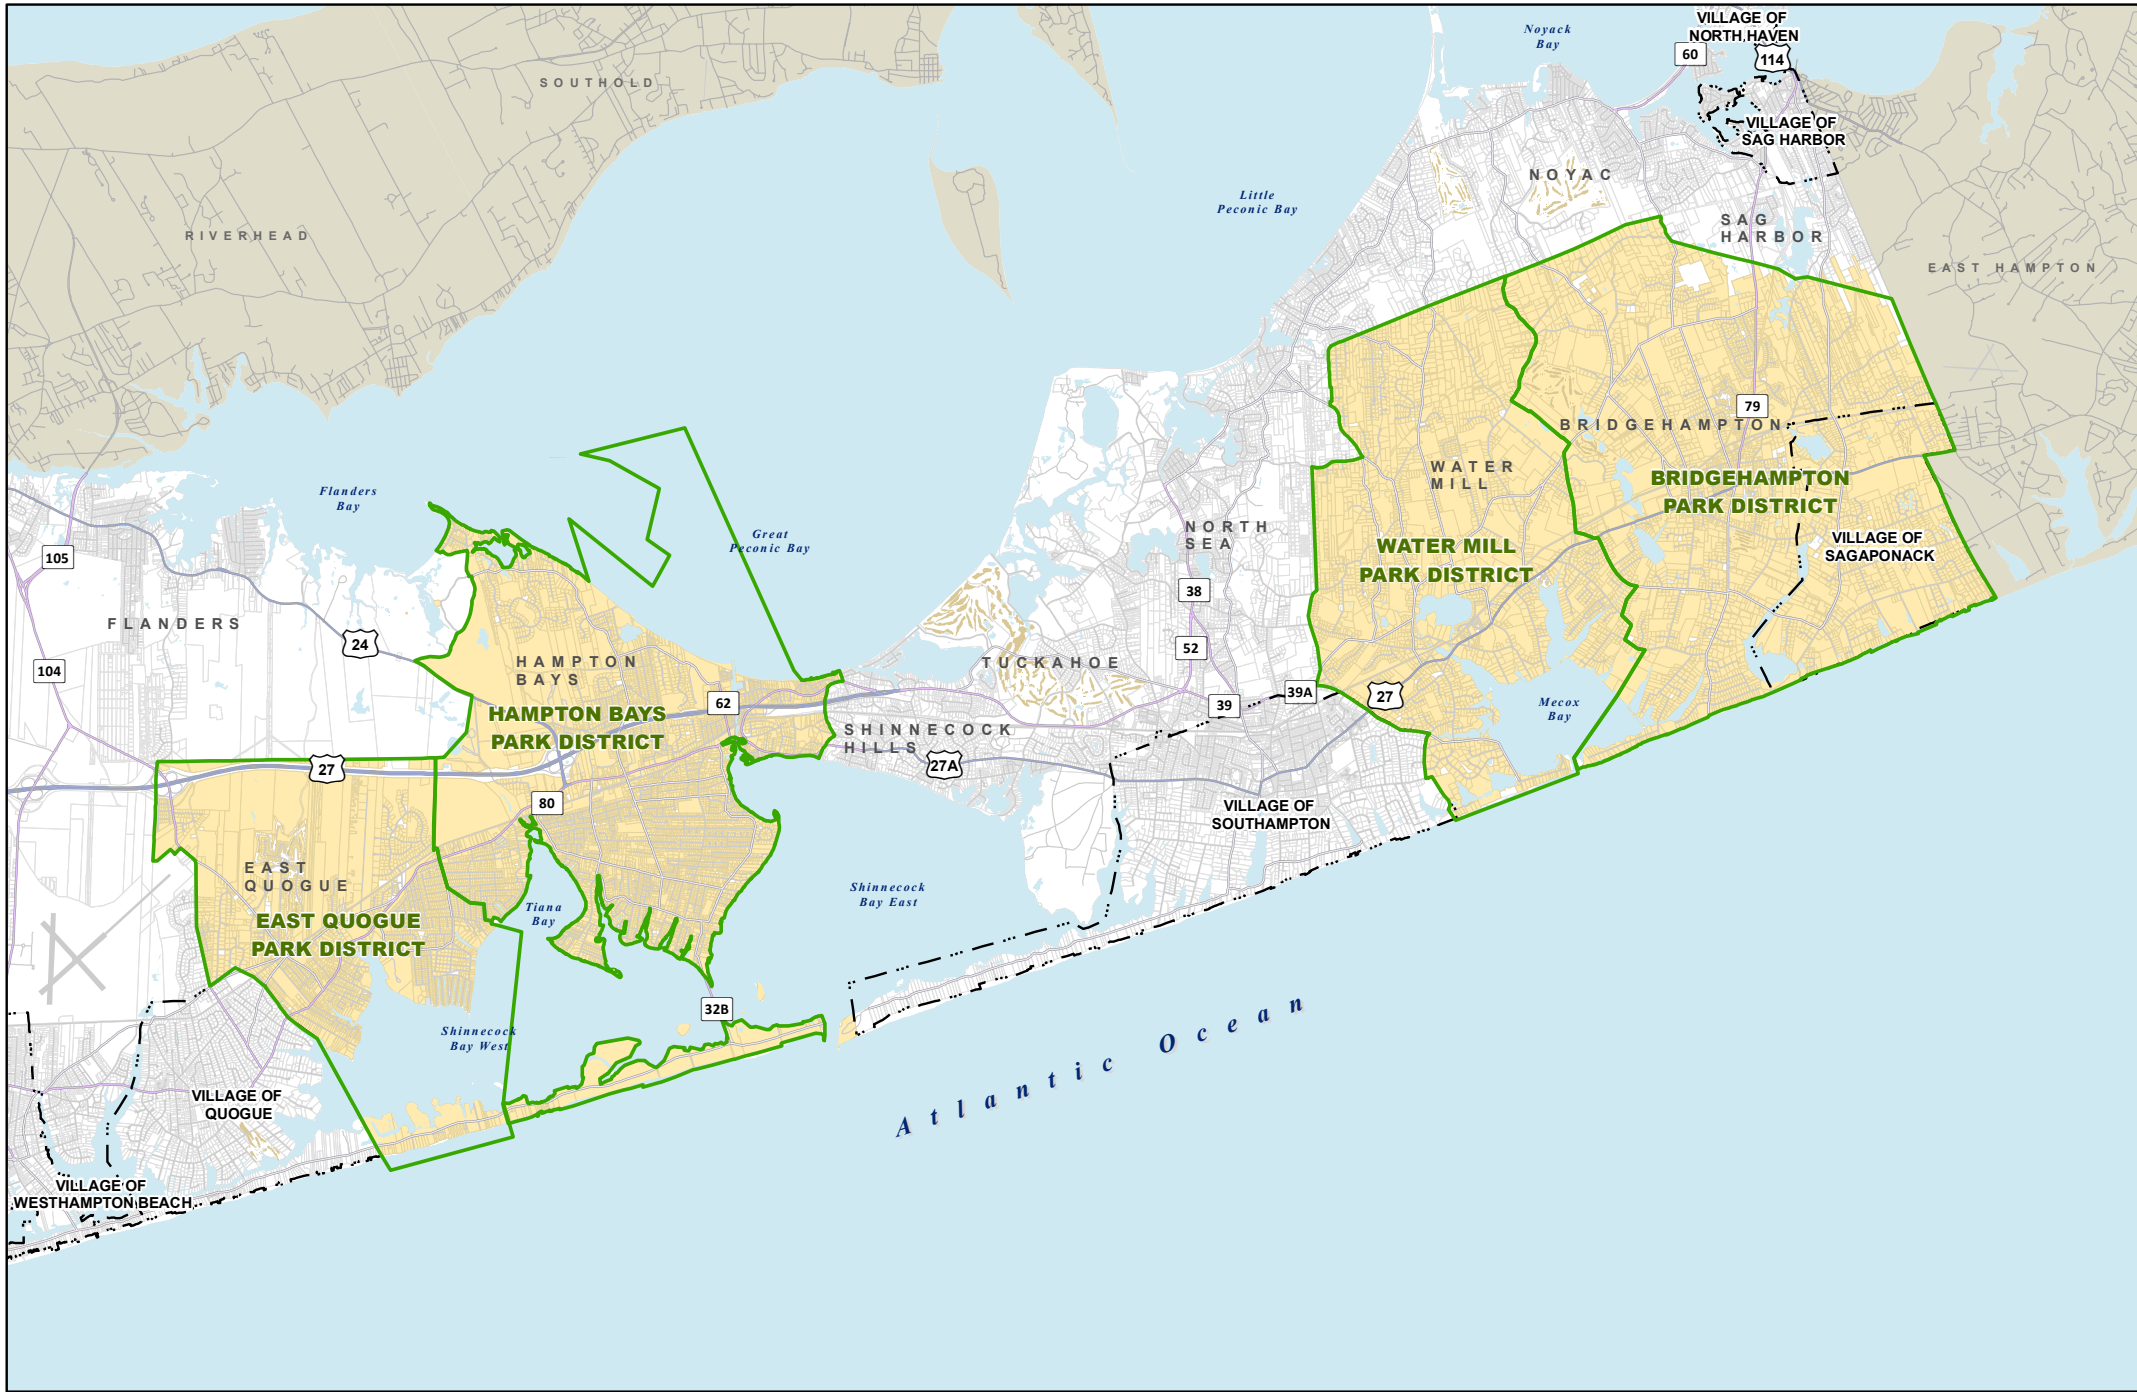 VILLAGE OF
NORTH HAVEN
Noyack
Bay
60
114
SOUTHOLD
VILLAGE OF
SAG HARBOR
NOYAC
Little
Peconic Bay
SAG
HARBOR
RIVERHEAD
EAST HAMPTON
79
BRIDGEHAMPTON
WATER
MILL
BRIDGEHAMPTON
PARK DISTRICT
Flanders
Bay
Great
Peconic Bay
NORTH
SEA
WATER MILL
PARK DISTRICT
VILLAGE OF
SAGAPONACK
105
38
FLANDERS
24
52
104
HAMPTON
BAYS
TUCKAHOE
62
39
39A
27
Mecox
Bay
HAMPTON BAYS
PARK DISTRICT
SHINNECOCK
HILLS
27
27A
80
VILLAGE OF
SOUTHAMPTON
EAST
QUOGUE
EAST QUOGUE
PARK DISTRICT
Tiana
Bay
Shinnecock
Bay East
32B
Shinnecock
Bay West
Atlantic Ocean
VILLAGE OF
QUOGUE
VILLAGE OF
WESTHAMPTON BEACH